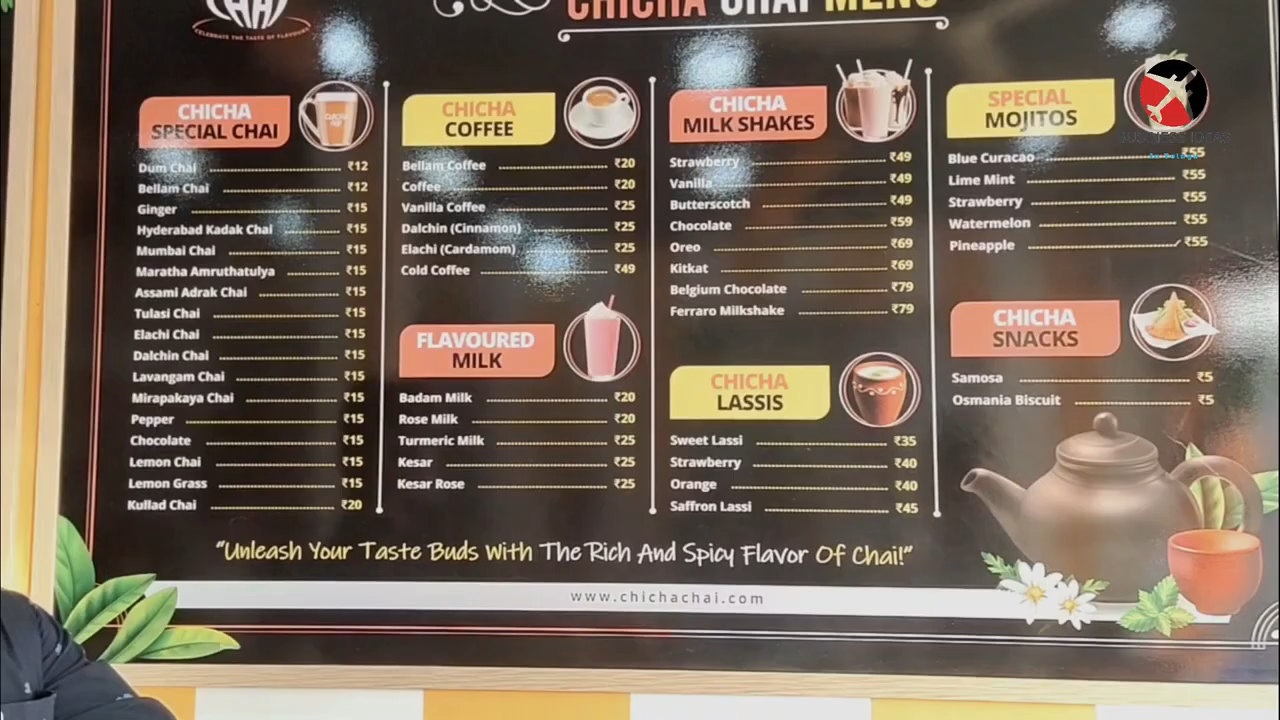 CHAI
CELEBRATE THE TASTE OF FLAVOURS
CHICHA CHAI MENU
CHICHA
SPECIAL CHAI
Dum Chai ₹12
Bellam Chai ₹12
Ginger ₹15
Hyderabad Kadak Chai ₹15
Mumbai Chai ₹15
Maratha Amruthatulya ₹15
Assami Adrak Chai ₹15
Tulasi Chai ₹15
Elachi Chai ₹15
Dalchin Chai ₹15
Lavangam Chai ₹15
Mirapakaya Chai ₹15
Pepper ₹15
Chocolate ₹15
Lemon Chai ₹15
Lemon Grass ₹15
Kullad Chai ₹20
CHICHA
COFFEE
Bellam Coffee ₹20
Coffee ₹20
Vanilla Coffee ₹25
Dalchin (Cinnamon) ₹25
Elachi (Cardamom) ₹25
Cold Coffee ₹49
FLAVOURED
MILK
Badam Milk ₹20
Rose Milk ₹20
Turmeric Milk ₹25
Kesar ₹25
Kesar Rose ₹25
CHICHA
MILK SHAKES
Strawberry ₹49
Vanilla ₹49
Butterscotch ₹49
Chocolate ₹59
Oreo ₹69
Kitkat ₹69
Belgium Chocolate ₹79
Ferraro Milkshake ₹79
CHICHA
LASSIS
Sweet Lassi ₹35
Strawberry ₹40
Orange ₹40
Saffron Lassi ₹45
SPECIAL
MOJITOS
Blue Curacao ₹55
Lime Mint ₹55
Strawberry ₹55
Watermelon ₹55
Pineapple ₹55
CHICHA
SNACKS
Samosa ₹5
Osmania Biscuit ₹5
"Unleash Your Taste Buds With The Rich And Spicy Flavor Of Chai!"
www.chichachai.com